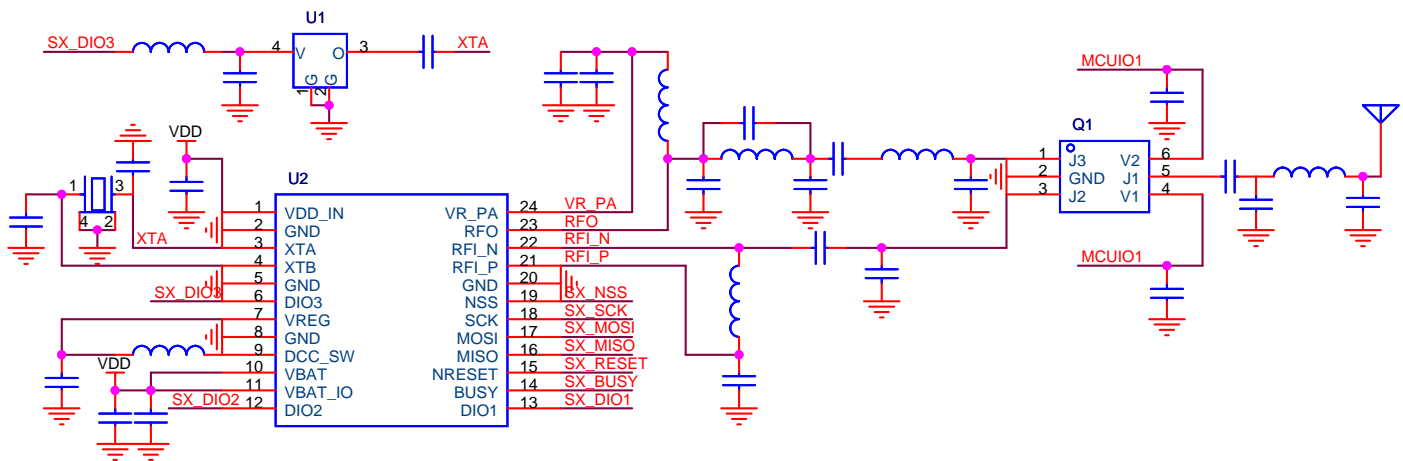 U1
SX_DIO3
4
V
O
3
XTA
G
G
1
2
MCUIO1
VDD
Q1
1
J3
V2
6
2
GND
J1
5
3
J2
V1
4
MCUIO1
1
3
4
2
XTA
U2
1
VDD_IN
VR_PA
24
VR_PA
2
GND
RFO
23
RFO
3
XTA
RFI_N
22
RFI_N
4
XTB
RFI_P
21
RFI_P
5
GND
GND
20
SX_DIO3
6
DIO3
NSS
19
SX_NSS
7
VREG
SCK
18
SX_SCK
8
GND
MOSI
17
SX_MOSI
9
DCC_SW
MISO
16
SX_MISO
VDD
10
VBAT
NRESET
15
SX_RESET
11
VBAT_IO
BUSY
14
SX_BUSY
SX_DIO2
12
DIO2
DIO1
13
SX_DIO1